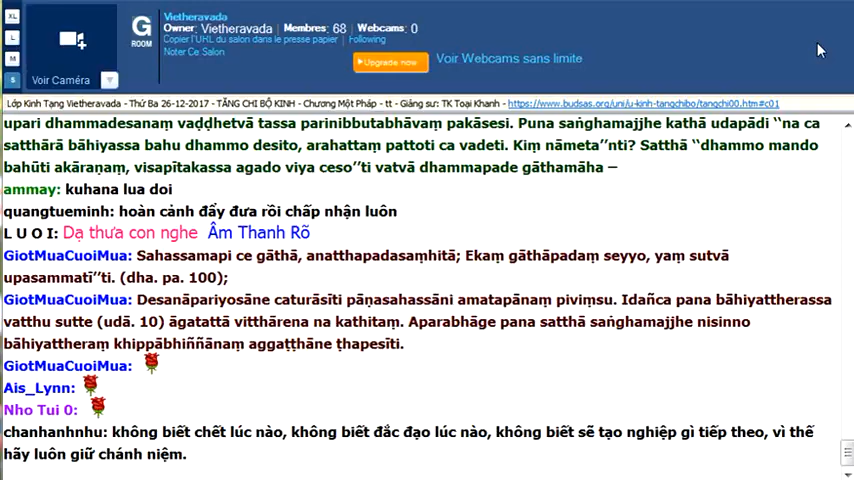 XL
L
M
S
Voir Caméra
G
ROOM
Vietheravada
Owner: Vietheravada Membres: 68 Webcams: 0
Copier l'URL du salon dans le presse papier | Following
Noter Ce Salon
Upgrade now
Voir Webcams sans limite
Lớp Kinh Tạng Vietheravada - Thứ Ba 26-12-2017 - TĂNG CHI BỘ KINH - Chương Một Pháp - tt - Giảng sư: TK Toại Khanh - https://www.budsas.org/uni/u-kinh-tangchibo/tangchi00.htm#c01
upari dhammadesanaṃ vaḍḍhetvā tassa parinibbutabhāvaṃ pakāsesi. Puna saṅghamajjhe kathā udapādi ‘‘na ca
satthārā bāhiyassa bahu dhammo desito, arahattaṃ pattoti ca vadeti. Kiṃ nāmeta’’nti? Satthā ‘‘dhammo mando
bahūti akāraṇaṃ, visapītakassa agado viya ceso’’ti vatvā dhammapade gāthamāha –
ammay: kuhana lua doi
quangtueminh: hoàn cảnh đẩy đưa rồi chấp nhận luôn
L U O I: Dạ thưa con nghe Âm Thanh Rõ
GiotMuaCuoiMua: Sahassamapi ce gāthā, anatthapadasaṃhitā; Ekaṃ gāthāpadaṃ seyyo, yaṃ sutvā
upasammatī’’ti. (dha. pa. 100);
GiotMuaCuoiMua: Desanāpariyosāne caturāsīti pāṇasahassāni amatapānaṃ piviṃsu. Idañca pana bāhiyattherassa
vatthu sutte (udā. 10) āgatattā vitthārena na kathitaṃ. Aparabhāge pana satthā saṅghamajjhe nisinno
bāhiyattheraṃ khippābhiññānaṃ aggaṭṭhāne ṭhapesīti.
GiotMuaCuoiMua:
Ais_Lynn:
Nho Tui 0:
chanhanhnhu: không biết chết lúc nào, không biết đắc đạo lúc nào, không biết sẽ tạo nghiệp gì tiếp theo, vì thế
hãy luôn giữ chánh niệm.